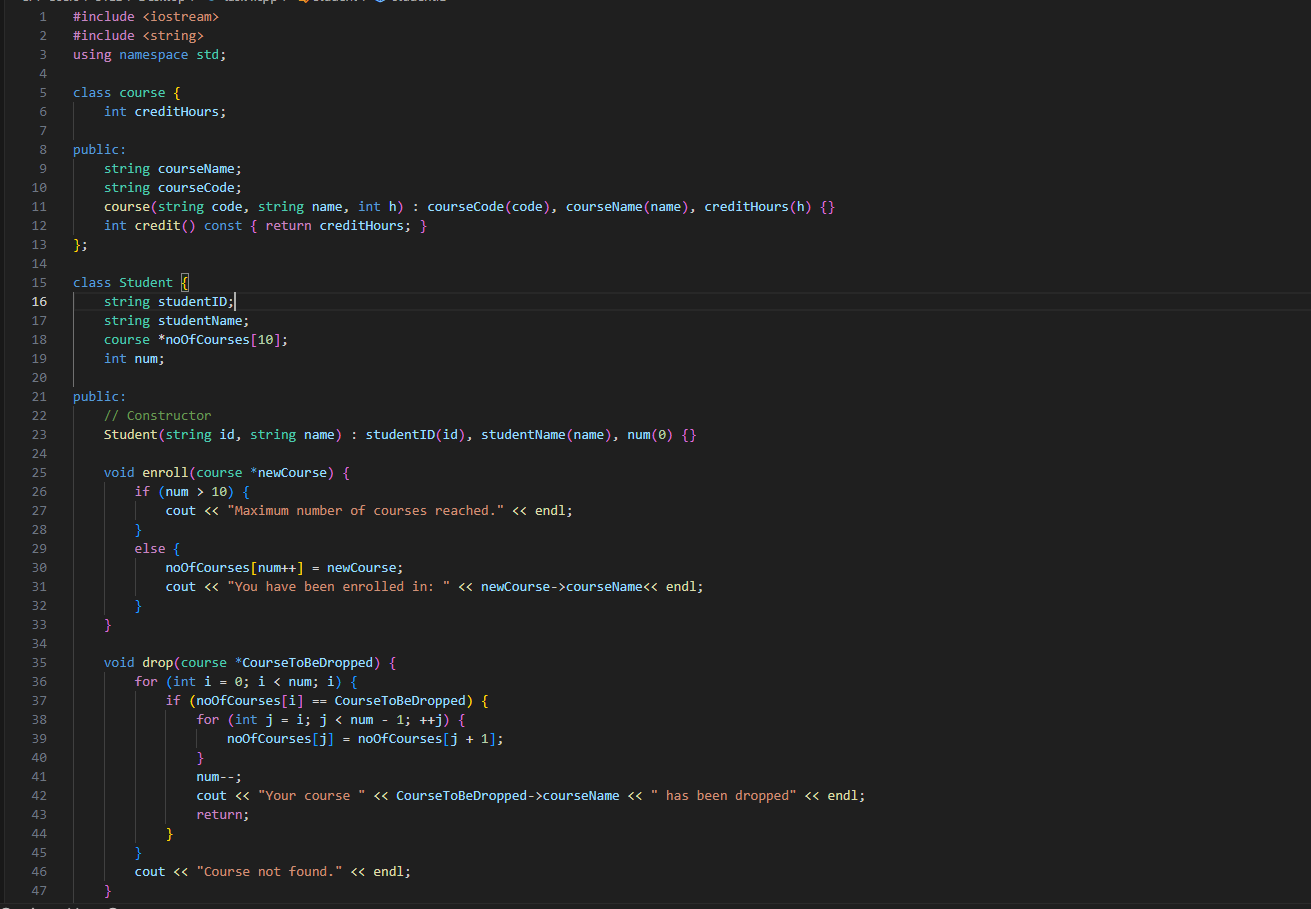 1 #include <iostream>
2 #include <string>
3 using namespace std;
4
5 class course {
6     int creditHours;
7
8 public:
9     string courseName;
10     string courseCode;
11     course(string code, string name, int h) : courseCode(code), courseName(name), creditHours(h) {}
12     int credit() const { return creditHours; }
13 };
14
15 class Student {
16     string studentID;
17     string studentName;
18     course *noOfCourses[10];
19     int num;
20
21 public:
22     // Constructor
23     Student(string id, string name) : studentID(id), studentName(name), num(0) {}
24
25     void enroll(course *newCourse) {
26         if (num > 10) {
27             cout << "Maximum number of courses reached." << endl;
28         }
29         else {
30             noOfCourses[num++] = newCourse;
31             cout << "You have been enrolled in: " << newCourse->courseName<< endl;
32         }
33     }
34
35     void drop(course *CourseToBeDropped) {
36         for (int i = 0; i < num; i) {
37             if (noOfCourses[i] == CourseToBeDropped) {
38                 for (int j = i; j < num - 1; ++j) {
39                     noOfCourses[j] = noOfCourses[j + 1];
40                 }
41                 num--;
42                 cout << "Your course " << CourseToBeDropped->courseName << " has been dropped" << endl;
43                 return;
44             }
45         }
46         cout << "Course not found." << endl;
47     }